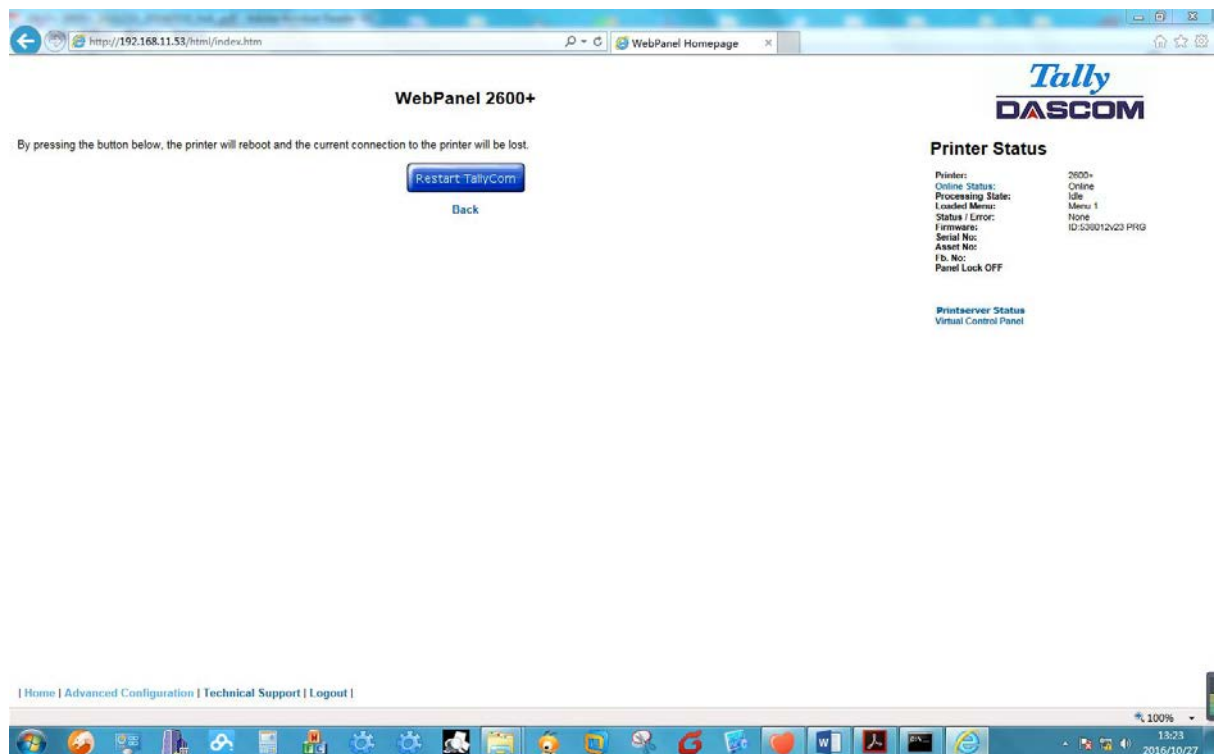 http://192.168.11.53/html/index.htm
WebPanel Homepage
WebPanel 2600+
Tally
DASCOM
By pressing the button below, the printer will reboot and the current connection to the printer will be lost.
Restart TallyCom
Back
Printer Status
Printer: 2600+
Online Status: Online
Processing State: Idle
Loaded Menu: Menu 1
Status / Error: None
Firmware: ID:538012v23 PRG
Serial No:
Asset No:
Fb. No:
Panel Lock OFF
Printserver Status
Virtual Control Panel
| Home | Advanced Configuration | Technical Support | Logout |
100%
13:23
2016/10/27